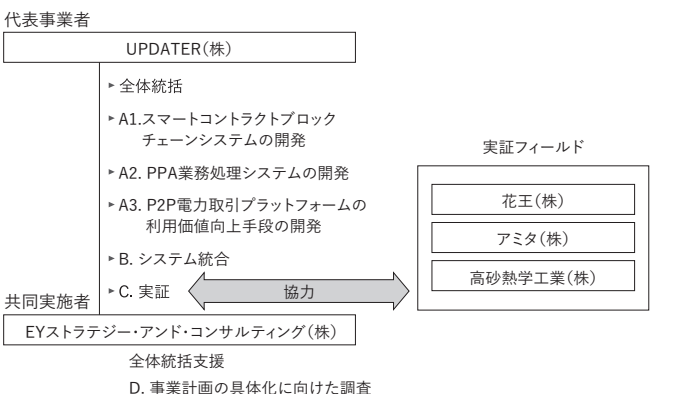 代表事業者
UPDATER(株)
▸全体統括
▸A1.スマートコントラクトブロック
チェーンシステムの開発
▸A2. PPA業務処理システムの開発
▸A3. P2P電力取引プラットフォームの
利用価値向上手段の開発
▸B. システム統合
▸C. 実証
協力
実証フィールド
花王(株)
アミタ(株)
高砂熱学工業(株)
共同実施者
EYストラテジー・アンド・コンサルティング(株)
全体統括支援
D. 事業計画の具体化に向けた調査